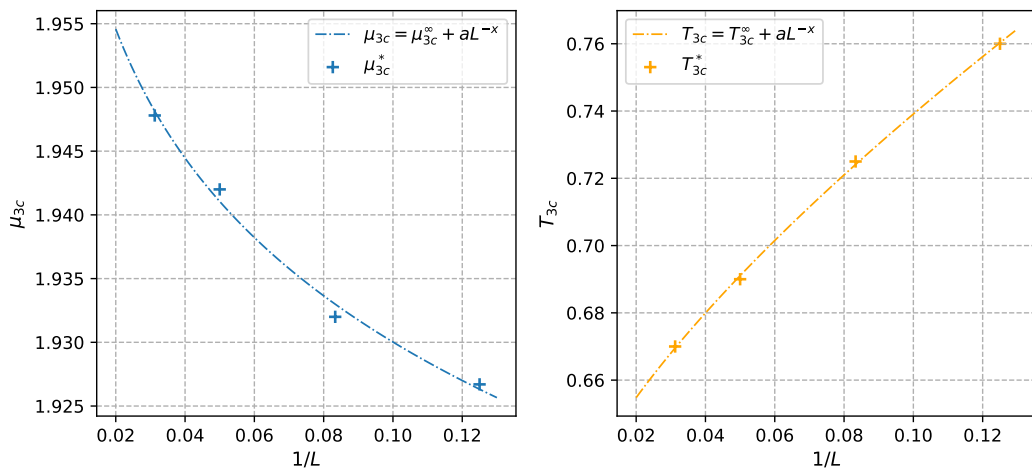 1.955
1.950
1.945
1.940
1.935
1.930
1.925
μ₃c
0.02 0.04 0.06 0.08 0.10 0.12
1/L
μ₃c = μ₃c^∞ + aL^−x
μ₃c^*
0.76
0.74
0.72
0.70
0.68
0.66
T₃c
0.02 0.04 0.06 0.08 0.10 0.12
1/L
T₃c = T₃c^∞ + aL^−x
T₃c^*